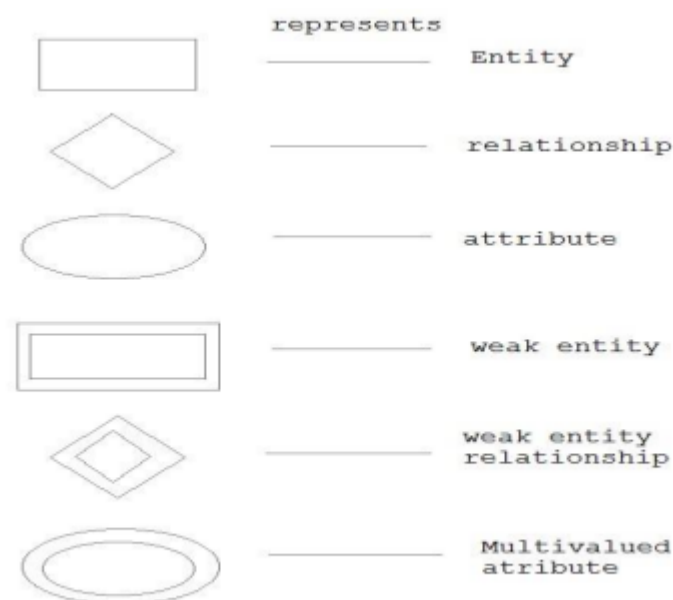 represents
Entity
relationship
attribute
weak entity
weak entity
relationship
Multivalued
atribute